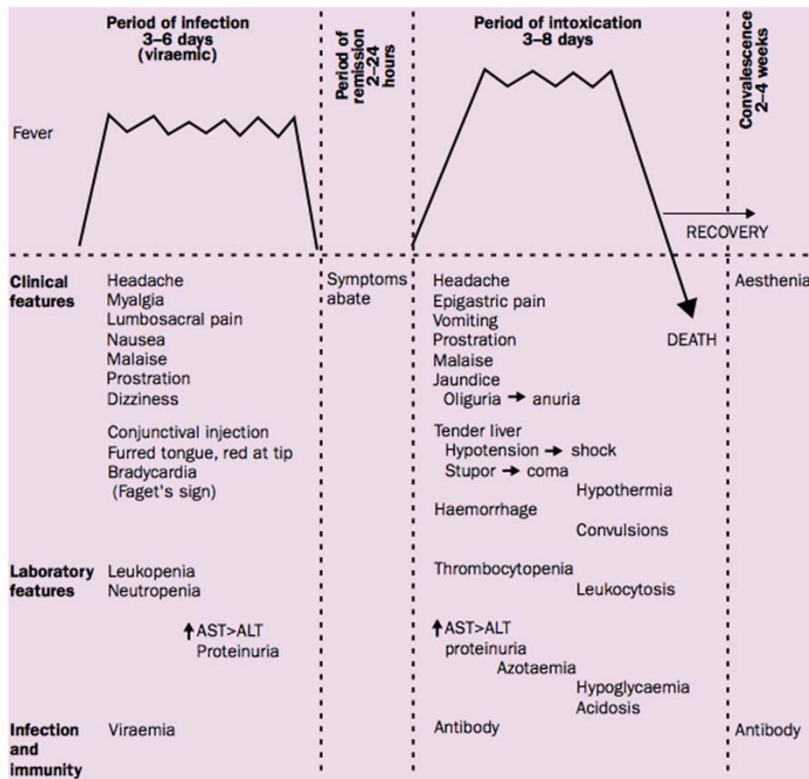 Period of infection
3–6 days
(viraemic)
Period of
remission
2–24
hours
Period of intoxication
3–8 days
Convalescence
2–4 weeks
Fever
RECOVERY
DEATH
Clinical
features
Headache
Myalgia
Lumbosacral pain
Nausea
Malaise
Prostration
Dizziness
Conjunctival injection
Furred tongue, red at tip
Bradycardia
(Faget's sign)
Symptoms
abate
Headache
Epigastric pain
Vomiting
Prostration
Malaise
Jaundice
Oliguria → anuria
Tender liver
Hypotension → shock
Stupor → coma
Hypothermia
Haemorrhage
Convulsions
Aesthenia
Laboratory
features
Leukopenia
Neutropenia
↑AST>ALT
Proteinuria
Thrombocytopenia
Leukocytosis
↑AST>ALT
proteinuria
Azotaemia
Hypoglycaemia
Acidosis
Infection
and
immunity
Viraemia
Antibody
Antibody